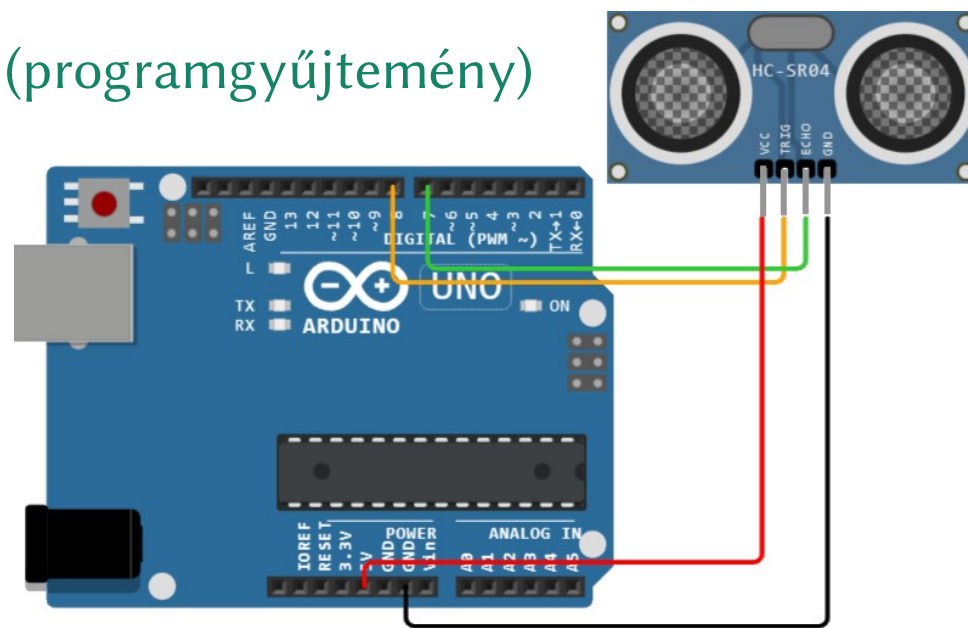 (programgyűjtemény)
HC-SR04
VCC
TRIG
ECHO
GND
AREF
GND
13
12
~11
~10
~9
8
7
~6
~5
4
~3
2
TX→1
RX←0
DIGITAL (PWM ~)
L
TX
RX
UNO
ON
ARDUINO
POWER
ANALOG IN
IOREF
RESET
3.3V
5V
GND
GND
Vin
A0
A1
A2
A3
A4
A5